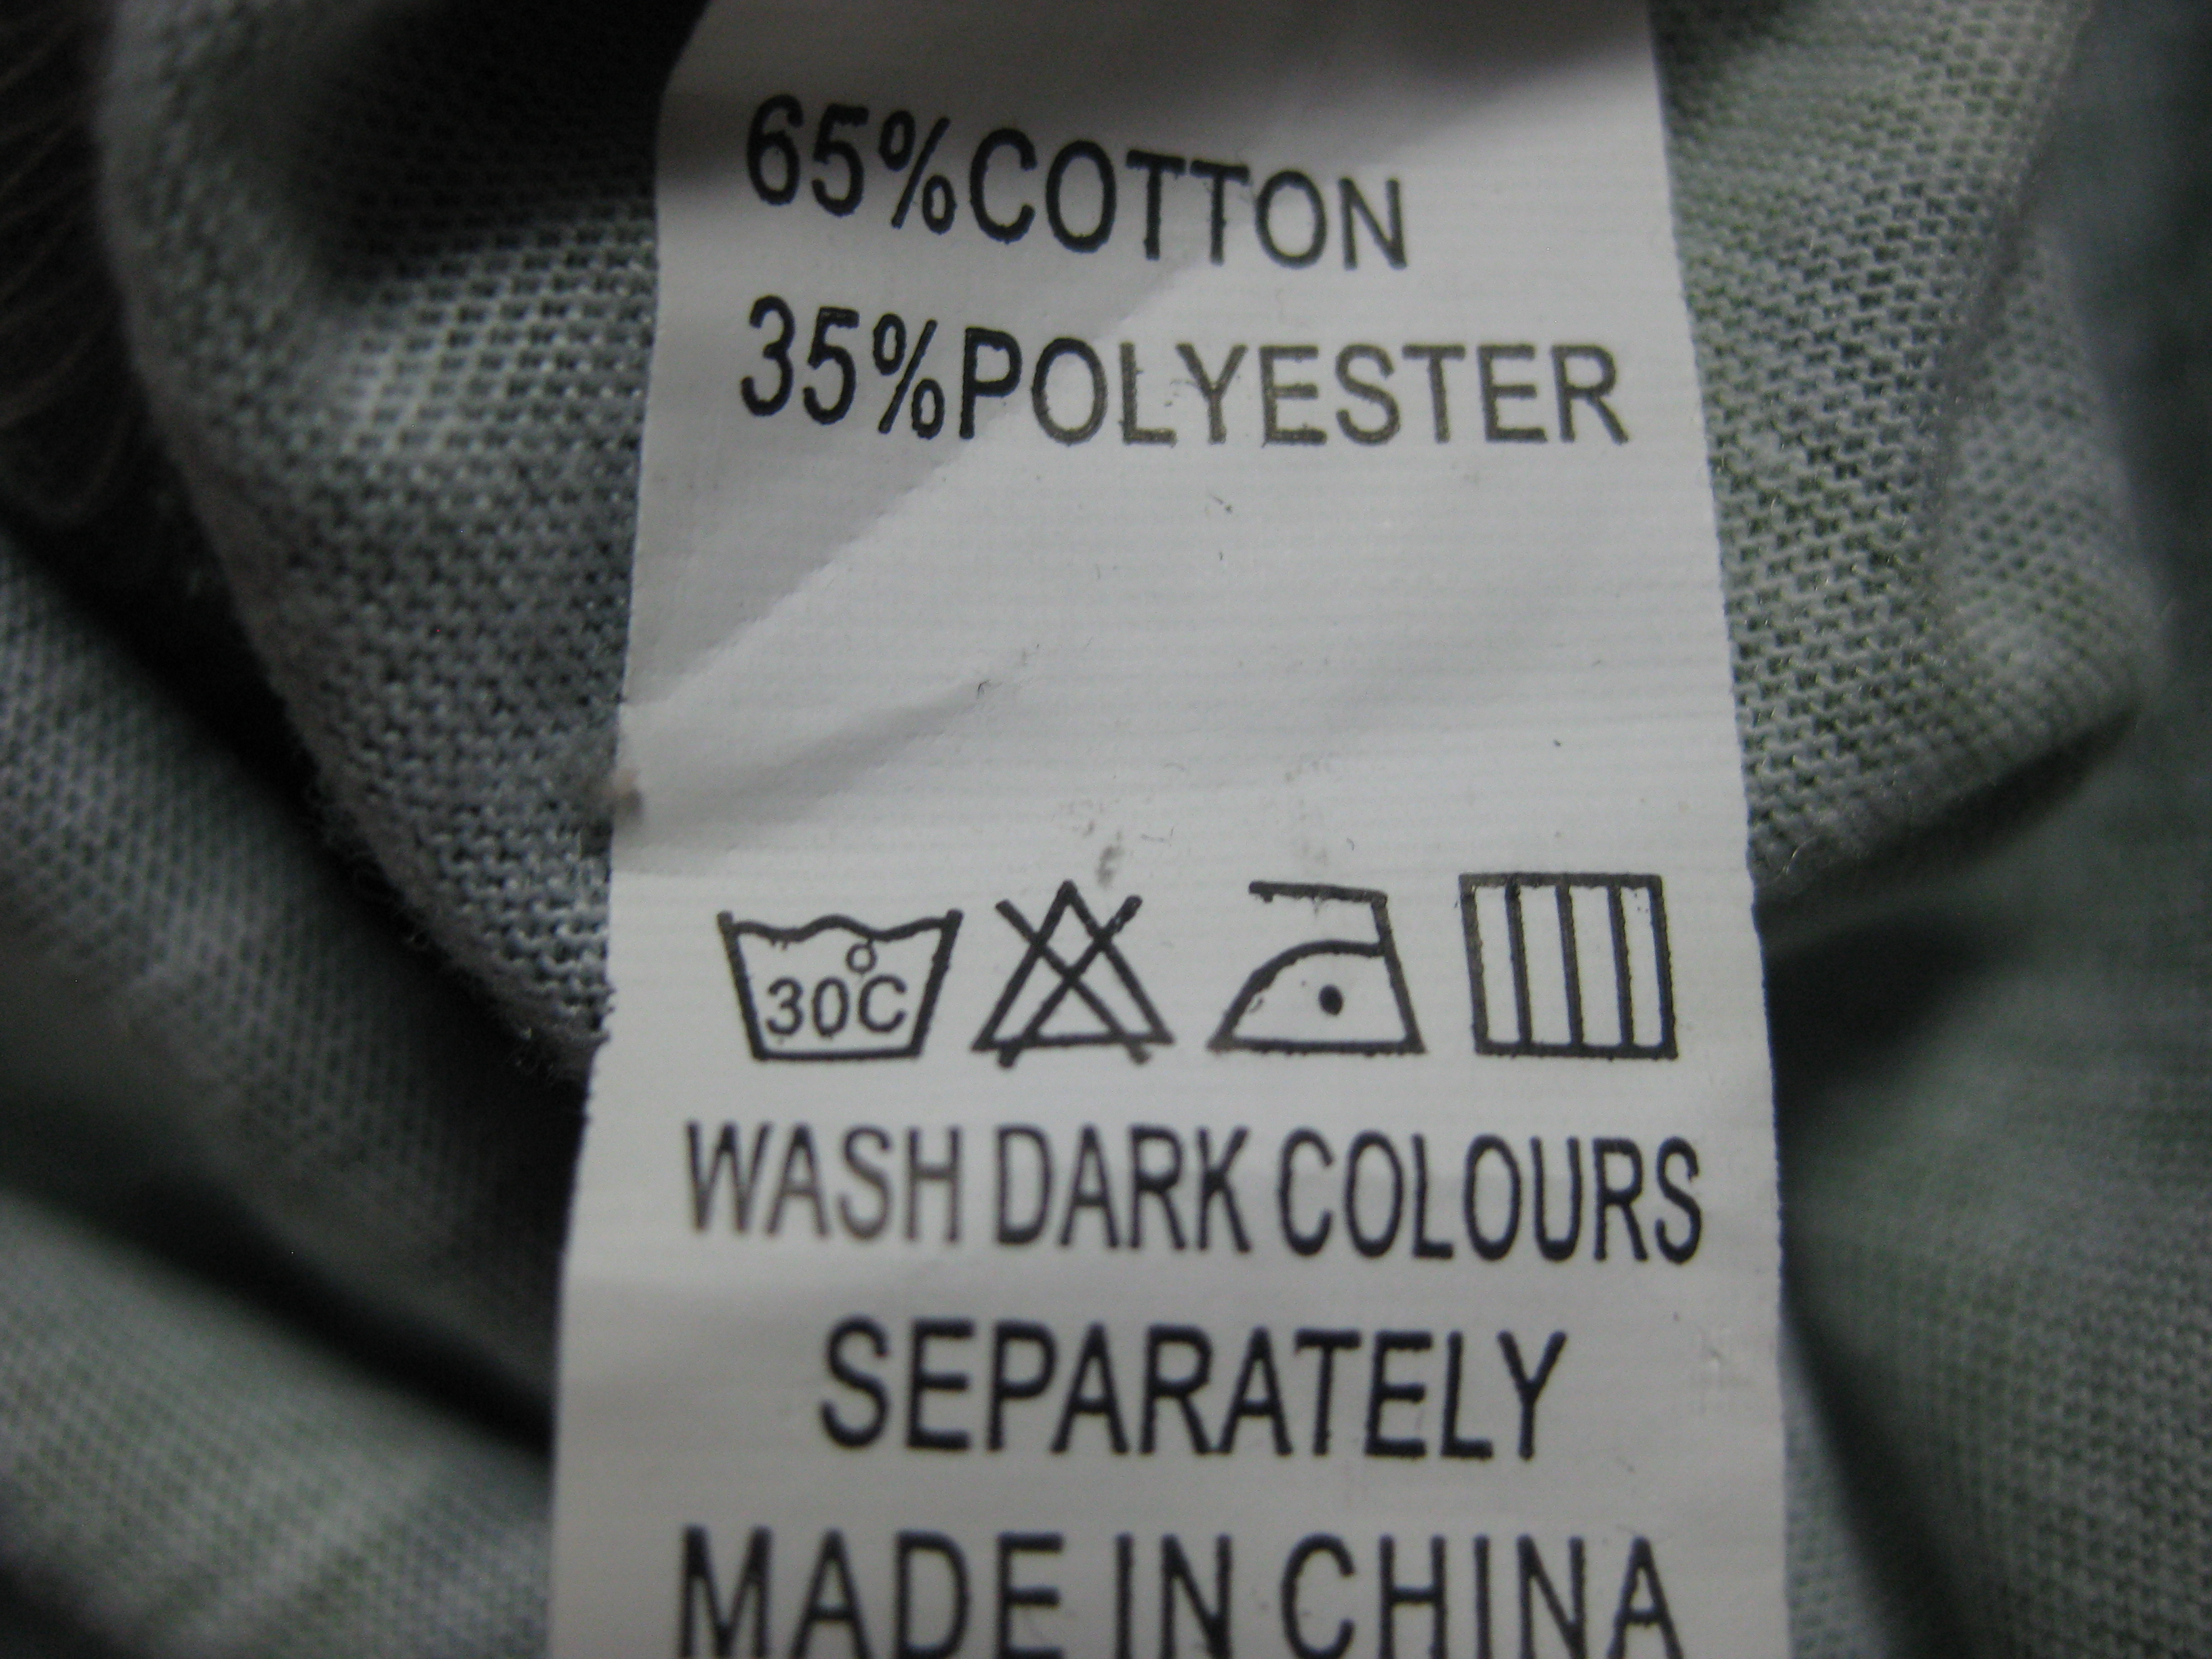 65%COTTON
35%POLYESTER
30°C
WASH DARK COLOURS
SEPARATELY
MADE IN CHINA